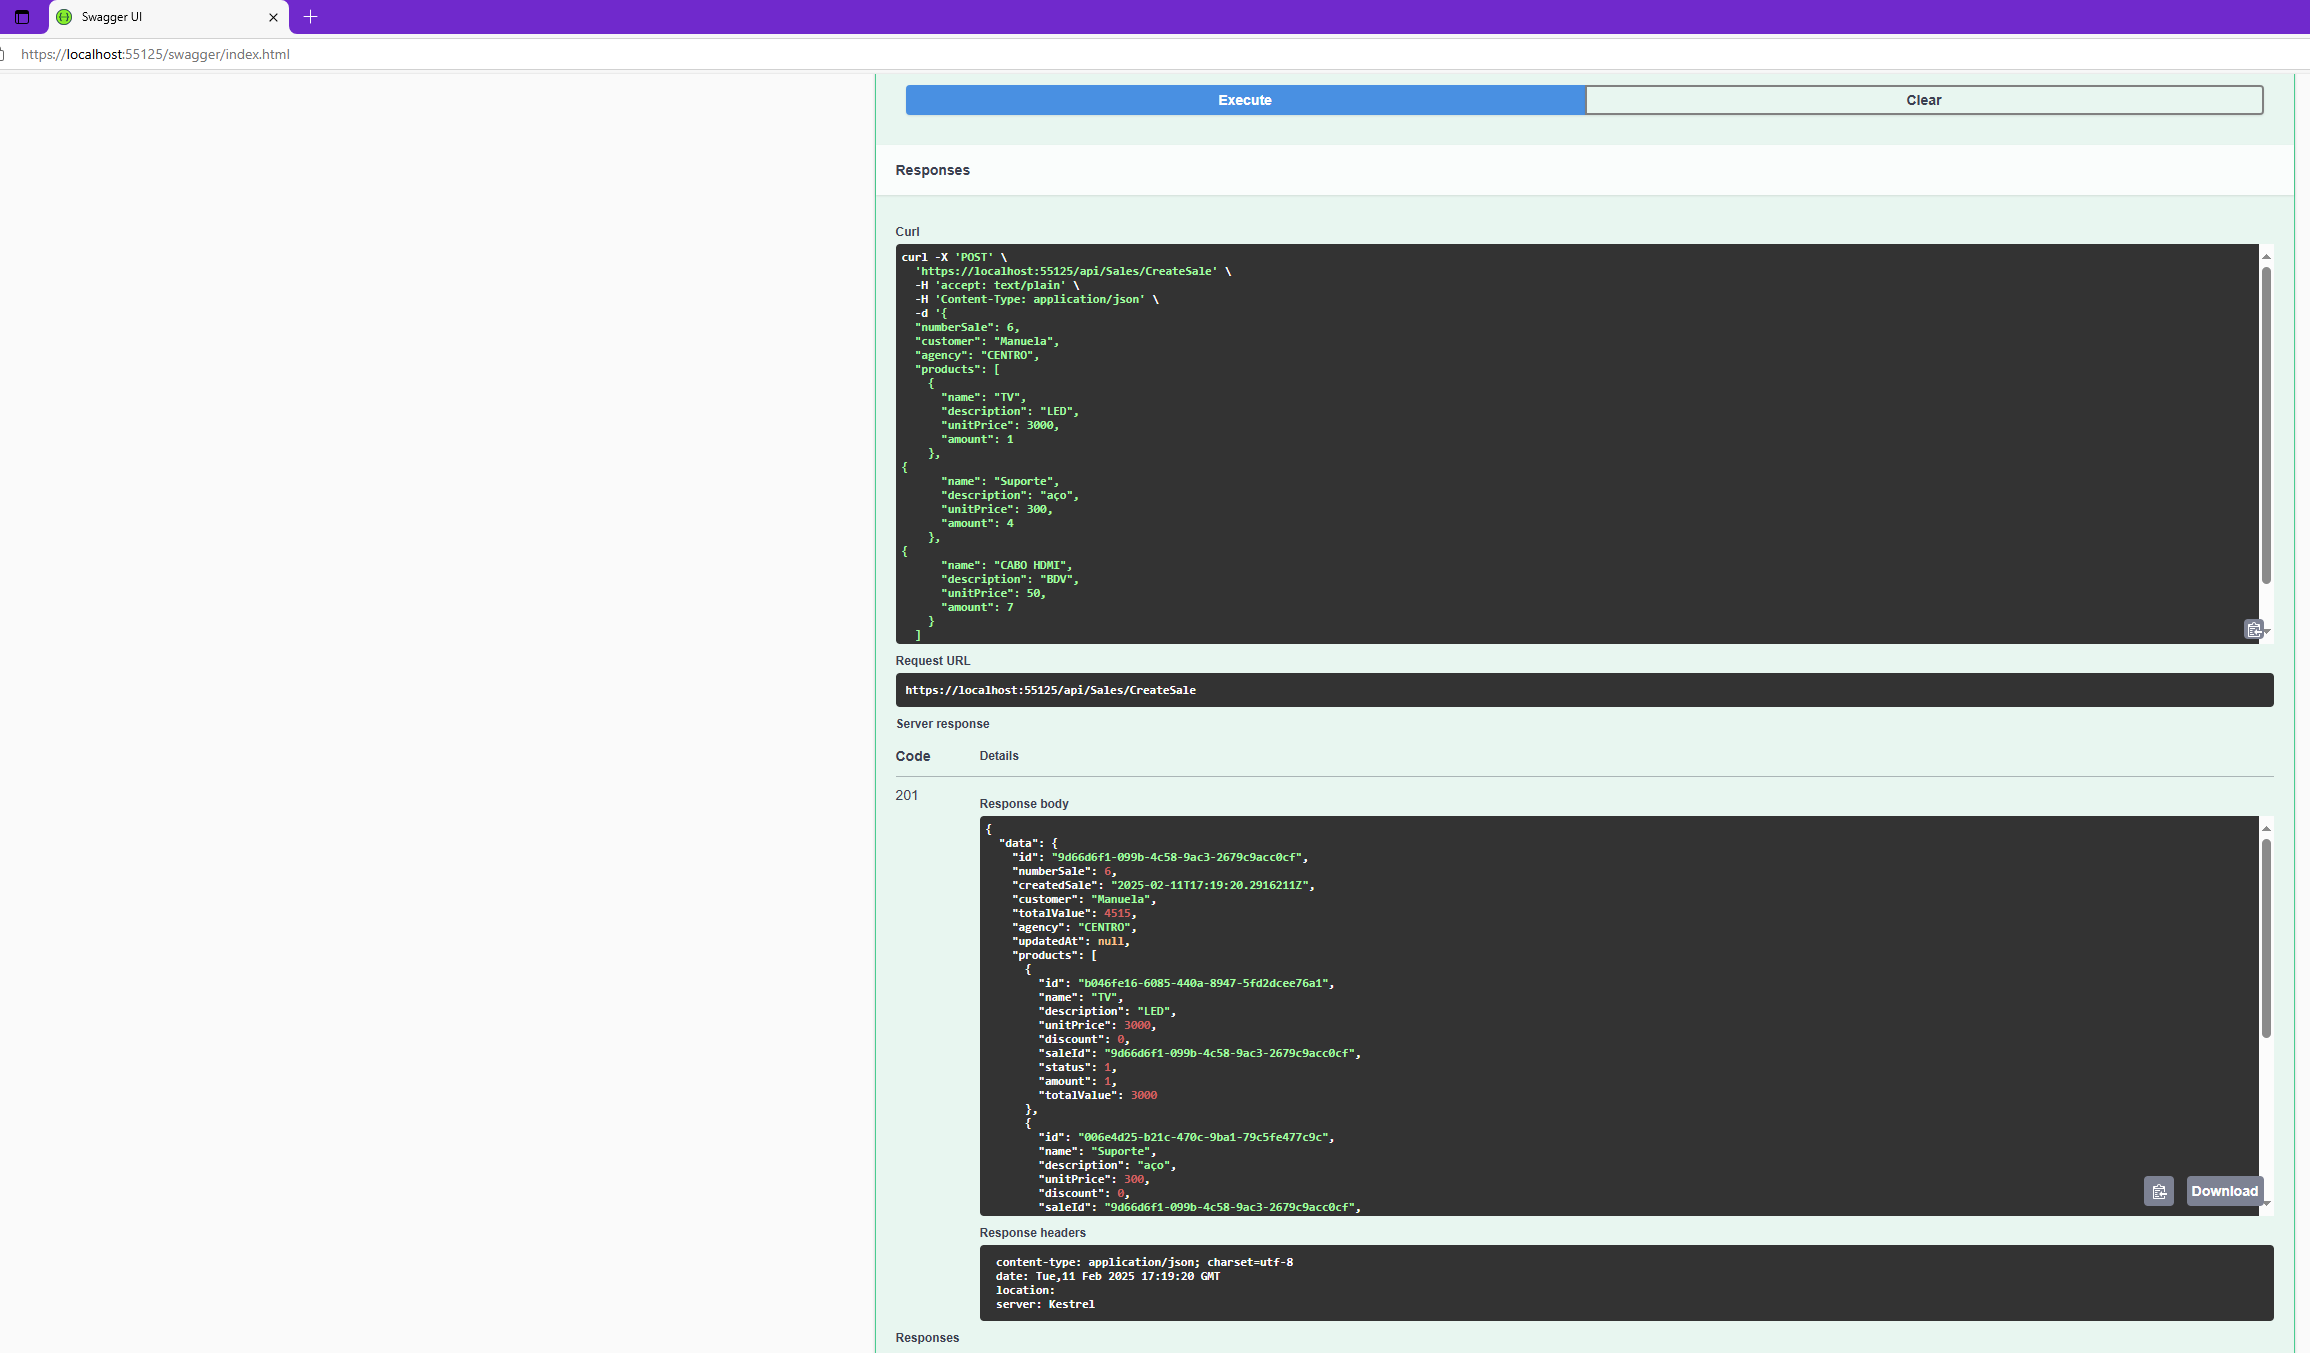 Swagger UI
https://localhost:55125/swagger/index.html
Execute
Clear
Responses
Curl
curl -X 'POST' \
  'https://localhost:55125/api/Sales/CreateSale' \
  -H 'accept: text/plain' \
  -H 'Content-Type: application/json' \
  -d '{
  "numberSale": 6,
  "customer": "Manuela",
  "agency": "CENTRO",
  "products": [
    {
      "name": "TV",
      "description": "LED",
      "unitPrice": 3000,
      "amount": 1
    },
{
      "name": "Suporte",
      "description": "aço",
      "unitPrice": 300,
      "amount": 4
    },
{
      "name": "CABO HDMI",
      "description": "BDV",
      "unitPrice": 50,
      "amount": 7
    }
  ]
Request URL
https://localhost:55125/api/Sales/CreateSale
Server response
Code
Details
201
Response body
{
  "data": {
    "id": "9d66d6f1-099b-4c58-9ac3-2679c9acc0cf",
    "numberSale": 6,
    "createdSale": "2025-02-11T17:19:20.2916211Z",
    "customer": "Manuela",
    "totalValue": 4515,
    "agency": "CENTRO",
    "updatedAt": null,
    "products": [
      {
        "id": "b046fe16-6085-440a-8947-5fd2dcee76a1",
        "name": "TV",
        "description": "LED",
        "unitPrice": 3000,
        "discount": 0,
        "saleId": "9d66d6f1-099b-4c58-9ac3-2679c9acc0cf",
        "status": 1,
        "amount": 1,
        "totalValue": 3000
      },
      {
        "id": "006e4d25-b21c-470c-9ba1-79c5fe477c9c",
        "name": "Suporte",
        "description": "aço",
        "unitPrice": 300,
        "discount": 0,
        "saleId": "9d66d6f1-099b-4c58-9ac3-2679c9acc0cf",
Download
Response headers
content-type: application/json; charset=utf-8
date: Tue,11 Feb 2025 17:19:20 GMT
location:
server: Kestrel
Responses